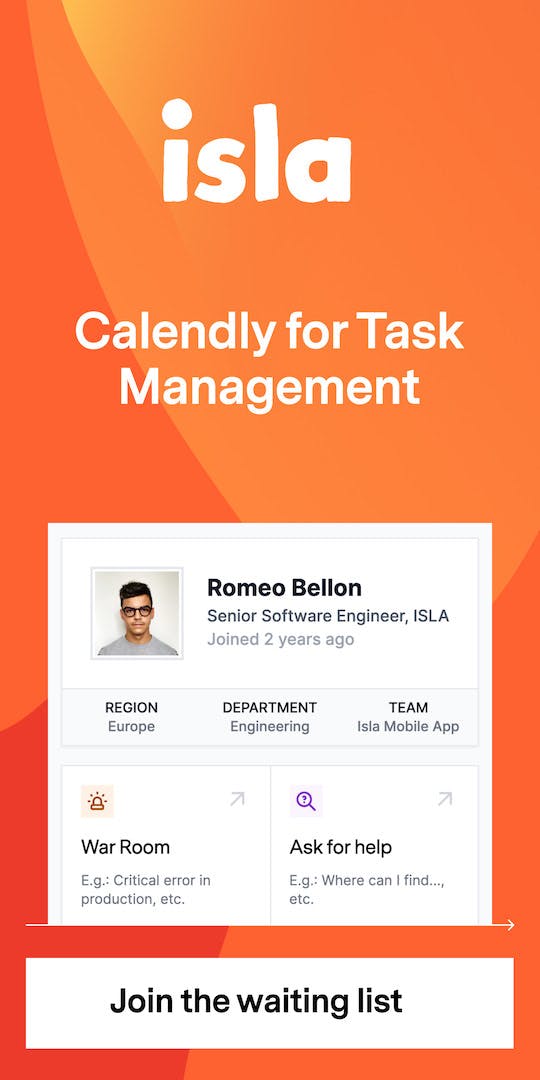 isla
Calendly for Task
Management
Romeo Bellon
Senior Software Engineer, ISLA
Joined 2 years ago
REGION DEPARTMENT TEAM
Europe Engineering Isla Mobile App
War Room Ask for help
E.g.: Critical error in E.g.: Where can I find...,
production, etc. etc.
Join the waiting list